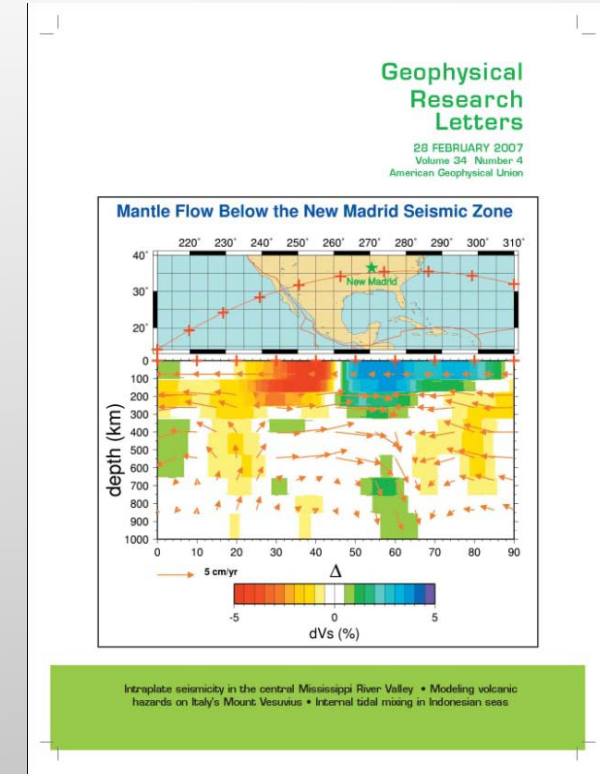 Geophysical
Research
Letters
28 FEBRUARY 2007
Volume 34 Number 4
American Geophysical Union
Mantle Flow Below the New Madrid Seismic Zone
220° 230° 240° 250° 260° 270° 280° 290° 300° 310°
40°
30°
20°
New Madrid
depth (km)
0
100
200
300
400
500
600
700
800
900
1000
0 10 20 30 40 50 60 70 80 90
5 cm/yr
Δ
-5 0 5
dVs (%)
Intraplate seismicity in the central Mississippi River Valley • Modeling volcanic
hazards on Italy's Mount Vesuvius • Internal tidal mixing in Indonesian seas